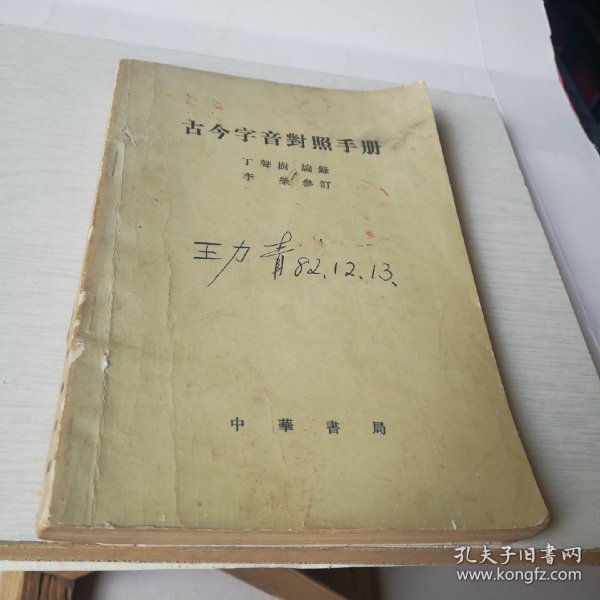 古今字音對照手册
丁聲樹 編錄
李榮 參訂
王力青 82.12.13.
中華書局
孔夫子旧书网
www.kongfz.com